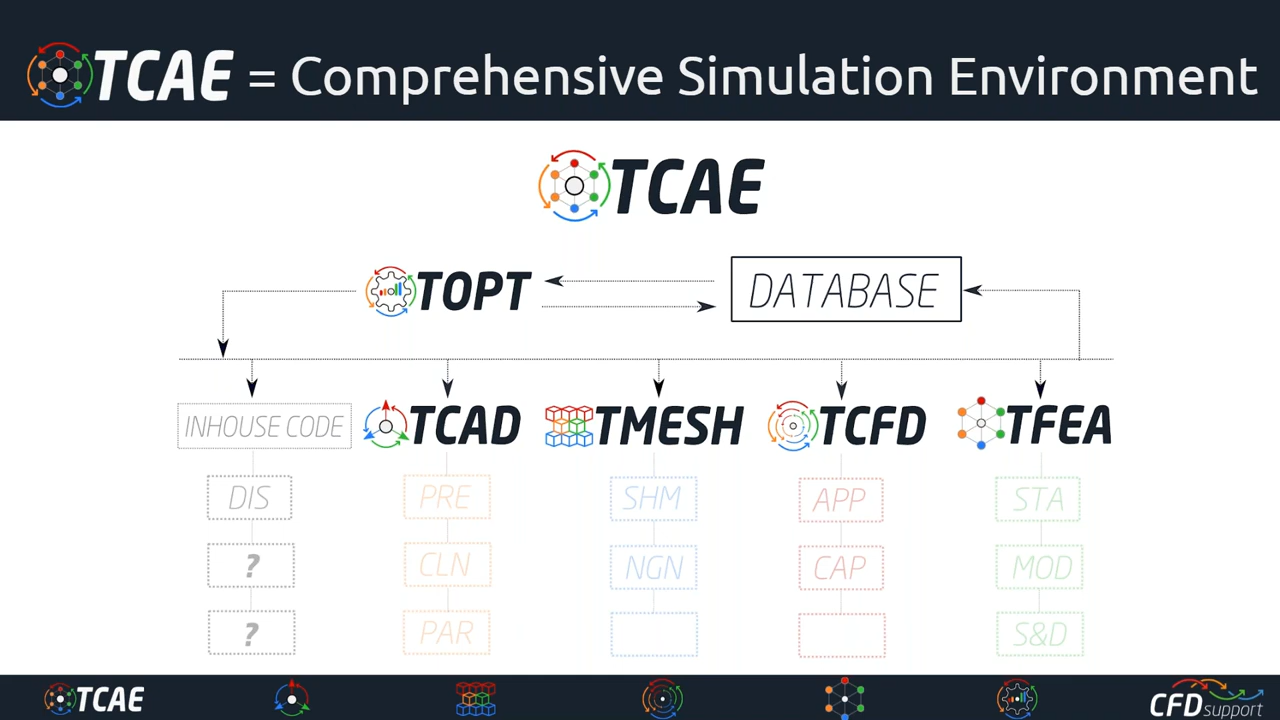 TCAE = Comprehensive Simulation Environment
TCAE
TOPT
DATABASE
INHOUSE CODE
TCAD
TMESH
TCFD
TFEA
DIS
PRE
SHM
APP
STA
?
CLN
NGN
CAP
MOD
?
PAR
S&D
TCAE
CFD support